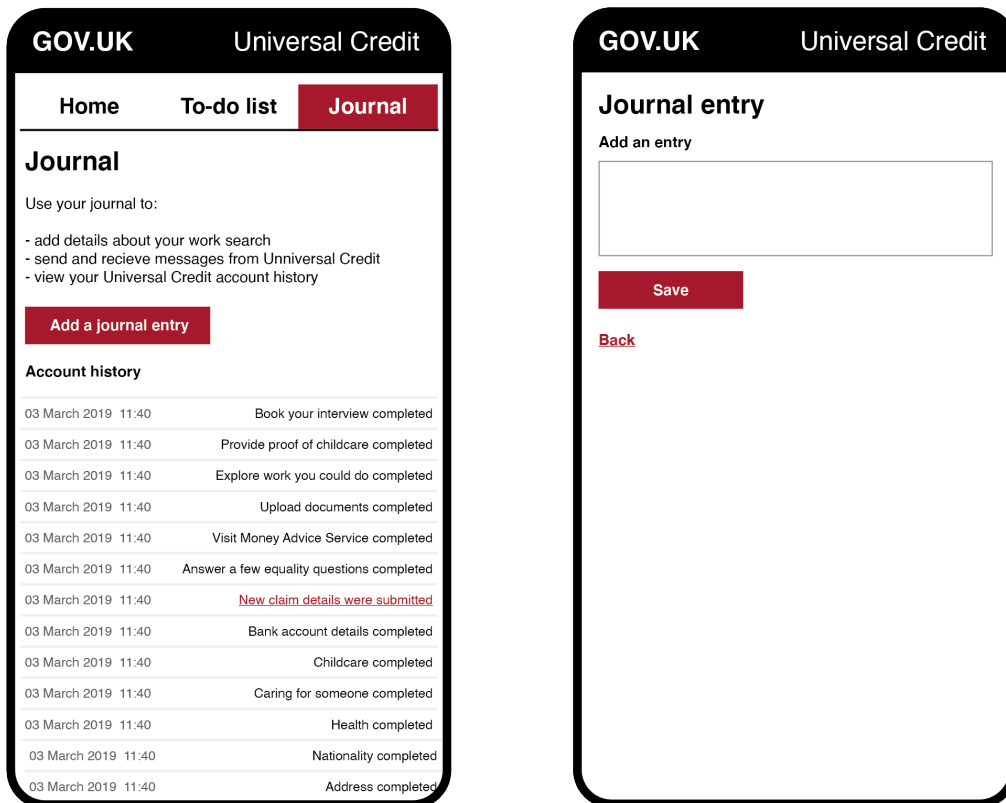 GOV.UK Universal Credit
Home To-do list Journal
Journal
Use your journal to:
- add details about your work search
- send and recieve messages from Unniversal Credit
- view your Universal Credit account history
Add a journal entry
Account history
03 March 2019 11:40 Book your interview completed
03 March 2019 11:40 Provide proof of childcare completed
03 March 2019 11:40 Explore work you could do completed
03 March 2019 11:40 Upload documents completed
03 March 2019 11:40 Visit Money Advice Service completed
03 March 2019 11:40 Answer a few equality questions completed
03 March 2019 11:40 New claim details were submitted
03 March 2019 11:40 Bank account details completed
03 March 2019 11:40 Childcare completed
03 March 2019 11:40 Caring for someone completed
03 March 2019 11:40 Health completed
03 March 2019 11:40 Nationality completed
03 March 2019 11:40 Address completed
GOV.UK Universal Credit
Journal entry
Add an entry
Save
Back